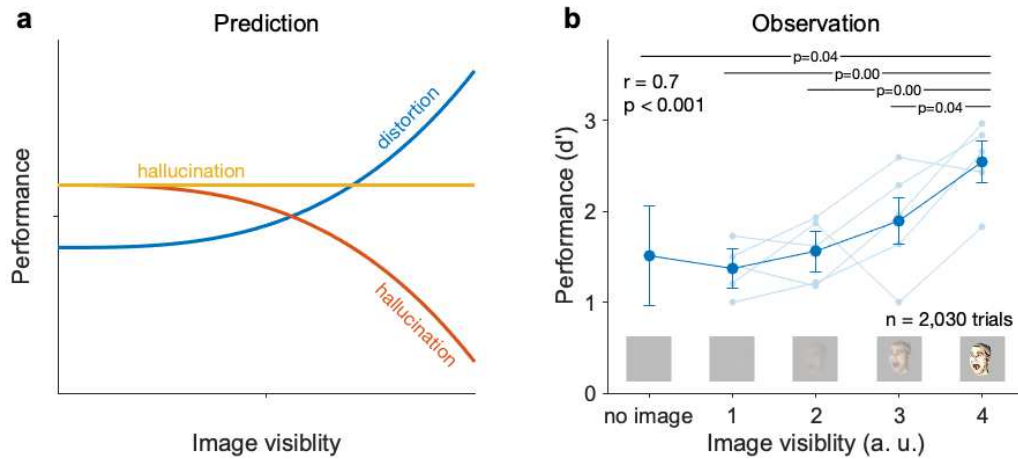 a
Prediction
Performance
distortion
hallucination
hallucination
Image visiblity
b
Observation
p=0.04
p=0.00
p=0.00
p=0.04
r = 0.7
p < 0.001
Performance (d')
3
2
1
0
n = 2,030 trials
no image 1 2 3 4
Image visiblity (a. u.)